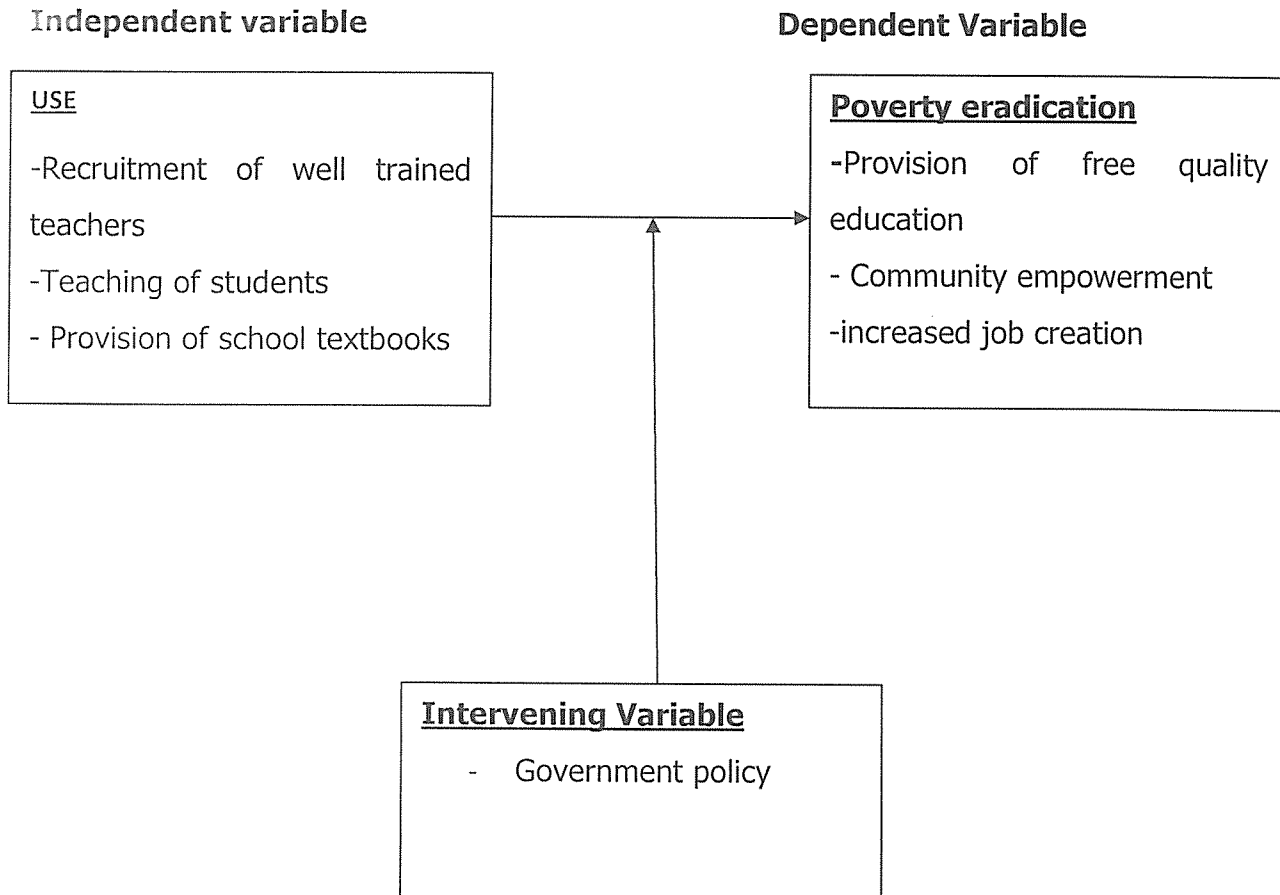 Independent variable
Dependent Variable
USE
-Recruitment of well trained
teachers
-Teaching of students
- Provision of school textbooks
Poverty eradication
-Provision of free quality
education
- Community empowerment
-increased job creation
Intervening Variable
- Government policy